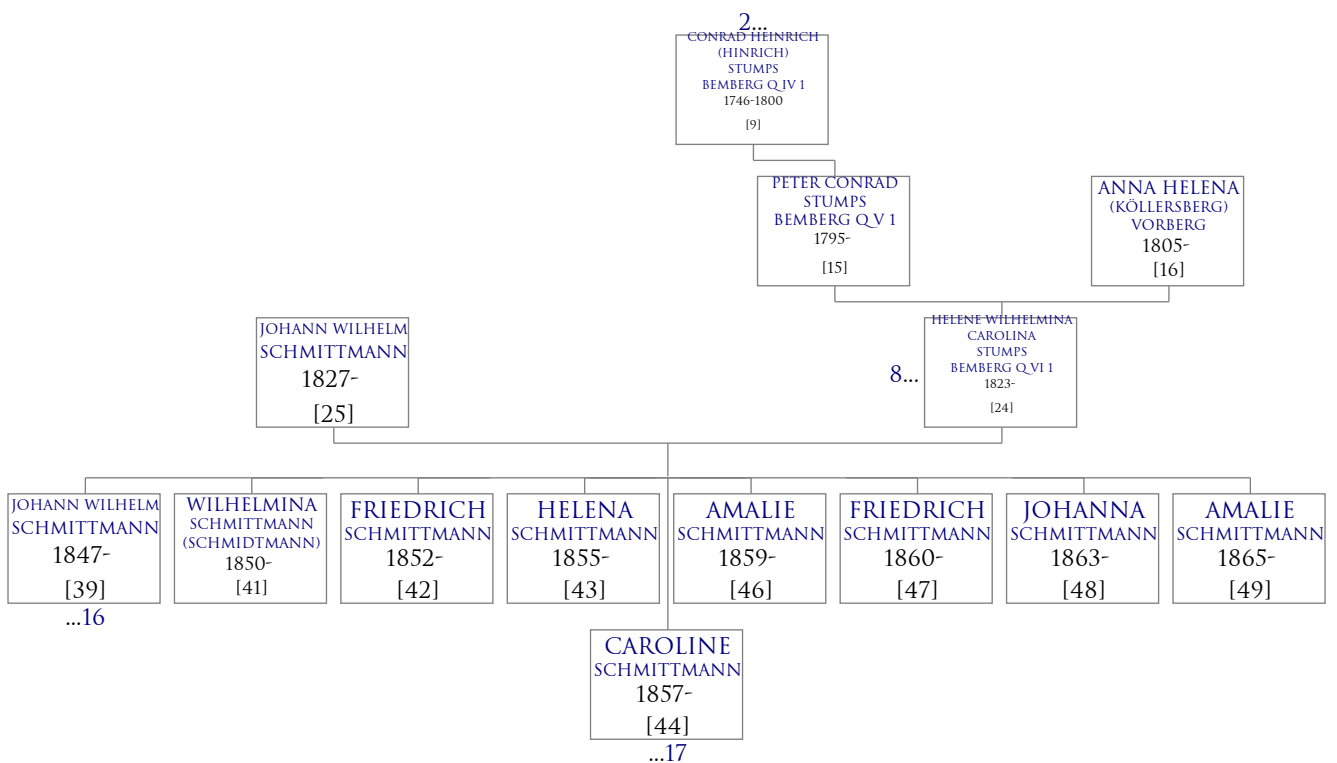 2...
CONRAD HEINRICH
(HINRICH)
STUMPS
BEMBERG Q IV 1
1746-1800
[9]
PETER CONRAD
STUMPS
BEMBERG Q V 1
1795-
[15]
ANNA HELENA
(KÖLLERSBERG)
VORBERG
1805-
[16]
JOHANN WILHELM
SCHMITTMANN
1827-
[25]
8...
HELENE WILHELMINA
CAROLINA
STUMPS
BEMBERG Q VI 1
1823-
[24]
JOHANN WILHELM
SCHMITTMANN
1847-
[39]
...16
WILHELMINA
SCHMITTMANN
(SCHMIDTMANN)
1850-
[41]
FRIEDRICH
SCHMITTMANN
1852-
[42]
HELENA
SCHMITTMANN
1855-
[43]
AMALIE
SCHMITTMANN
1859-
[46]
FRIEDRICH
SCHMITTMANN
1860-
[47]
JOHANNA
SCHMITTMANN
1863-
[48]
AMALIE
SCHMITTMANN
1865-
[49]
CAROLINE
SCHMITTMANN
1857-
[44]
...17